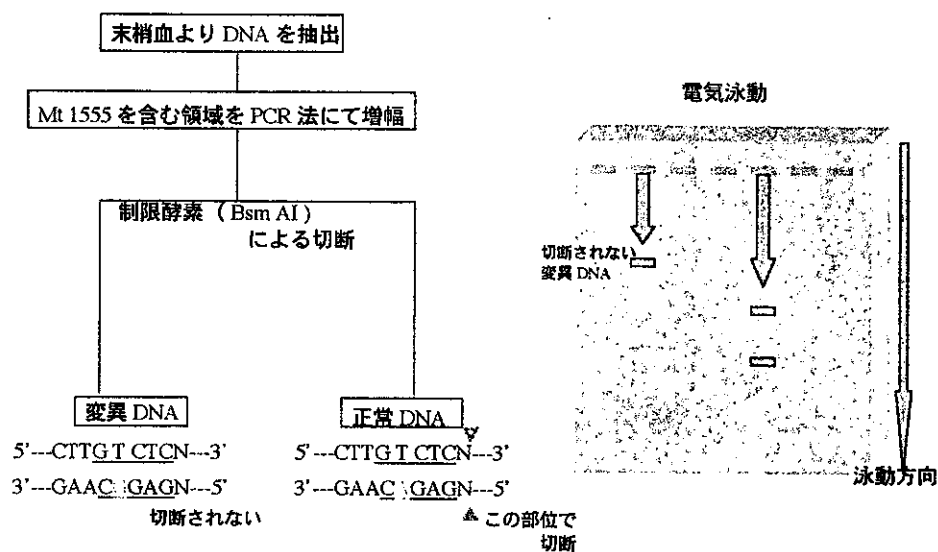 末梢血より DNA を抽出
Mt 1555 を含む領域を PCR 法にて増幅
制限酵素（ Bsm AI ）
による切断
変異 DNA
5’---CTTG T CTCN---3’
3’---GAAC GAGN---5’
切断されない
正常 DNA
5’---CTTG T CTCN---3’
3’---GAAC GAGN---5’
この部位で
切断
電気泳動
切断されない
変異 DNA
泳動方向